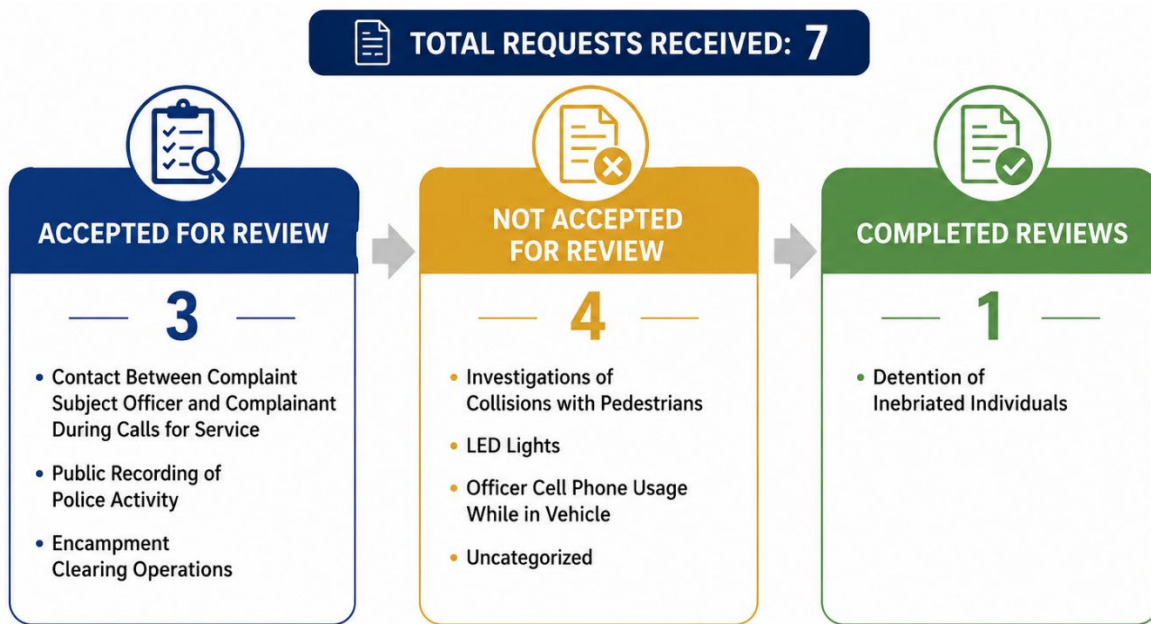 TOTAL REQUESTS RECEIVED: 7
ACCEPTED FOR REVIEW
3
• Contact Between Complaint
Subject Officer and Complainant
During Calls for Service
• Public Recording of
Police Activity
• Encampment
Clearing Operations
NOT ACCEPTED
FOR REVIEW
4
• Investigations of
Collisions with Pedestrians
• LED Lights
• Officer Cell Phone Usage
While in Vehicle
• Uncategorized
COMPLETED REVIEWS
1
• Detention of
Inebriated Individuals